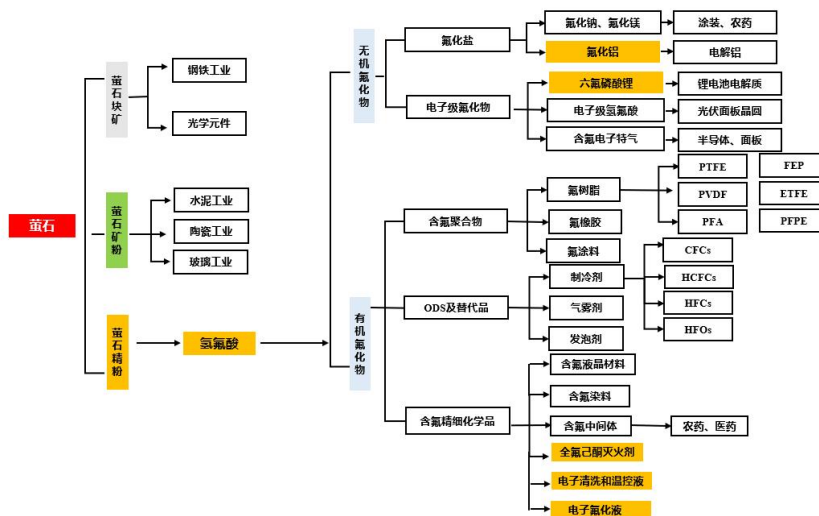 萤石
萤石块矿
钢铁工业
光学元件
萤石矿粉
水泥工业
陶瓷工业
玻璃工业
萤石精粉
氢氟酸
无机氟化物
氟化盐
氟化钠、氟化镁
涂装、农药
氟化铝
电解铝
电子级氟化物
六氟磷酸锂
锂电池电解质
电子级氢氟酸
光伏面板晶圆
含氟电子特气
半导体、面板
有机氟化物
含氟聚合物
氟树脂
PTFE
FEP
PVDF
ETFE
PFA
PFPE
氟橡胶
氟涂料
ODS及替代品
制冷剂
CFCs
HCFCs
HFCs
HFOs
气雾剂
发泡剂
含氟精细化学品
含氟液晶材料
含氟染料
含氟中间体
农药、医药
全氟己酮灭火剂
电子清洗和温控液
电子氟化液